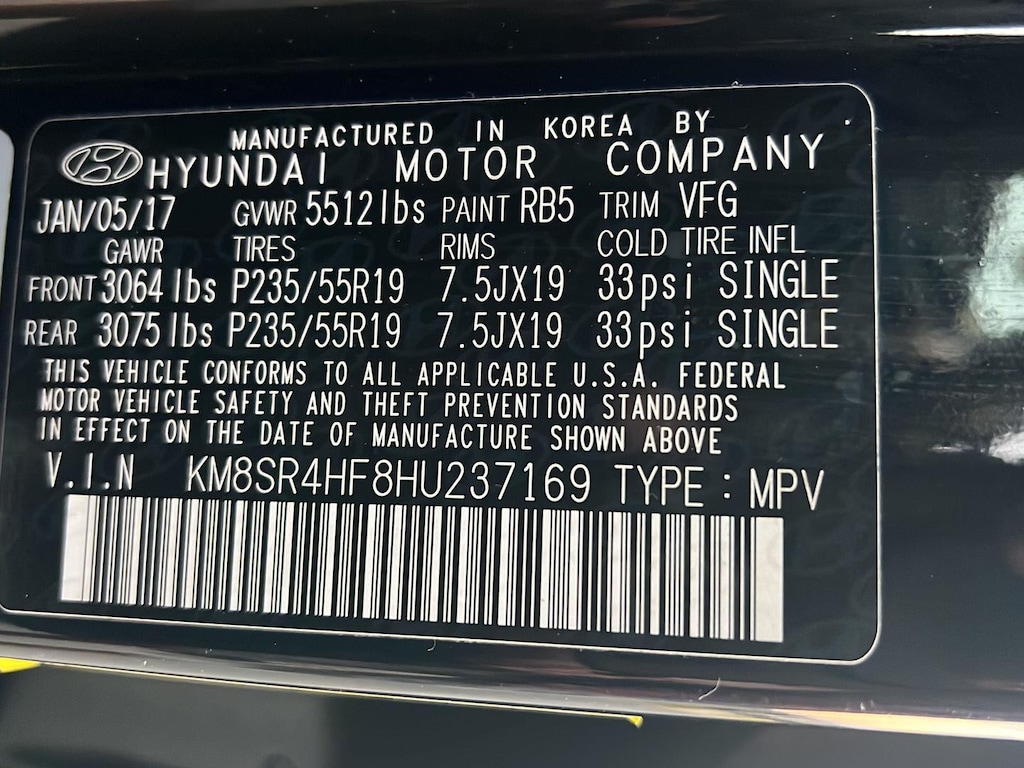 MANUFACTURED IN KOREA BY
HYUNDAI MOTOR COMPANY
JAN/05/17 GVWR 5512lbs PAINT RB5 TRIM VFG
GAWR TIRES RIMS COLD TIRE INFL
FRONT 3064lbs P235/55R19 7.5JX19 33psi SINGLE
REAR 3075lbs P235/55R19 7.5JX19 33psi SINGLE
THIS VEHICLE CONFORMS TO ALL APPLICABLE U.S.A. FEDERAL
MOTOR VEHICLE SAFETY AND THEFT PREVENTION STANDARDS
IN EFFECT ON THE DATE OF MANUFACTURE SHOWN ABOVE
V.I.N KM8SR4HF8HU237169 TYPE : MPV